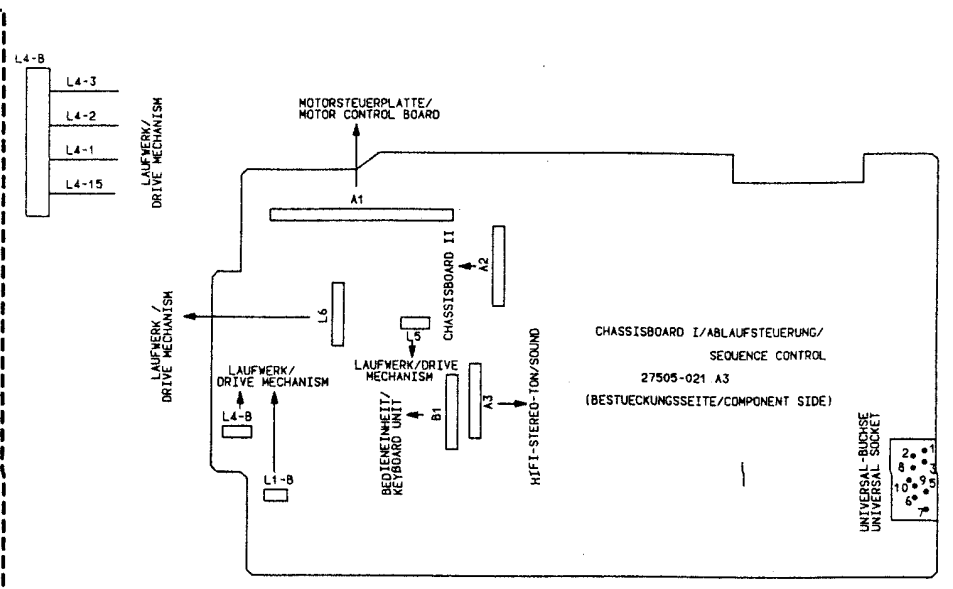 L4-B
L4-3
L4-2
L4-1
L4-15
LAUFWERK/
DRIVE MECHANISM
MOTORSTEUERPLATTE/
MOTOR CONTROL BOARD
A1
CHASSISBOARD II
A2
LAUFWERK/
DRIVE MECHANISM
L6
L5
LAUFWERK/DRIVE
MECHANISM
LAUFWERK/
DRIVE MECHANISM
L4-B
L1-B
BEDIENEINHEIT/
KEYBOARD UNIT
B1
A3
HIFI-STEREO-TON/SOUND
CHASSISBOARD I/ABLAUFSTEUERUNG/
SEQUENCE CONTROL
27505-021 A3
(BESTUECKUNGSSEITE/COMPONENT SIDE)
UNIVERSAL-BUCHSE
UNIVERSAL SOCKET
1
2
3
8
9
10
5
6
7